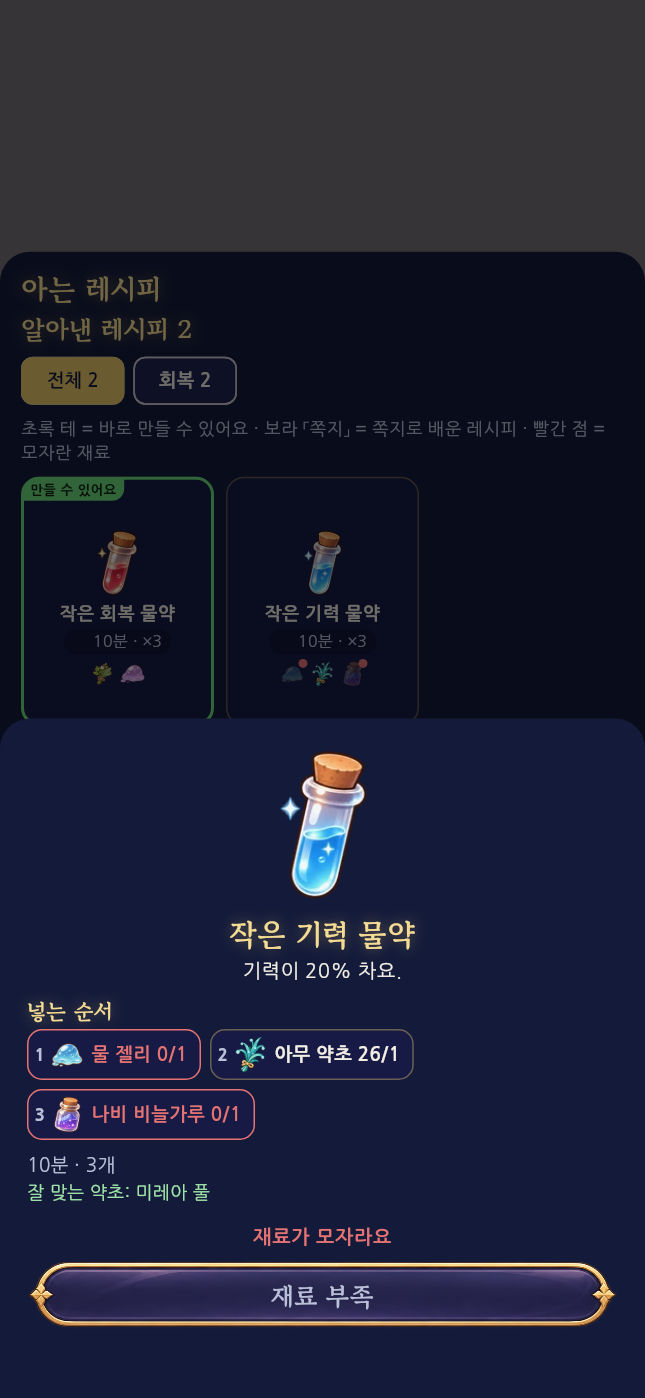 아는 레시피
알아낸 레시피 2
전체 2
회복 2
초록 테 = 바로 만들 수 있어요 · 보라 「쪽지」 = 쪽지로 배운 레시피 · 빨간 점 =
모자란 재료
만들 수 있어요
작은 회복 물약
10분 · ×3
작은 기력 물약
10분 · ×3
작은 기력 물약
기력이 20% 차요.
넣는 순서
1 물 젤리 0/1
2 아무 약초 26/1
3 나비 비늘가루 0/1
10분 · 3개
잘 맞는 약초: 미레아 풀
재료가 모자라요
재료 부족